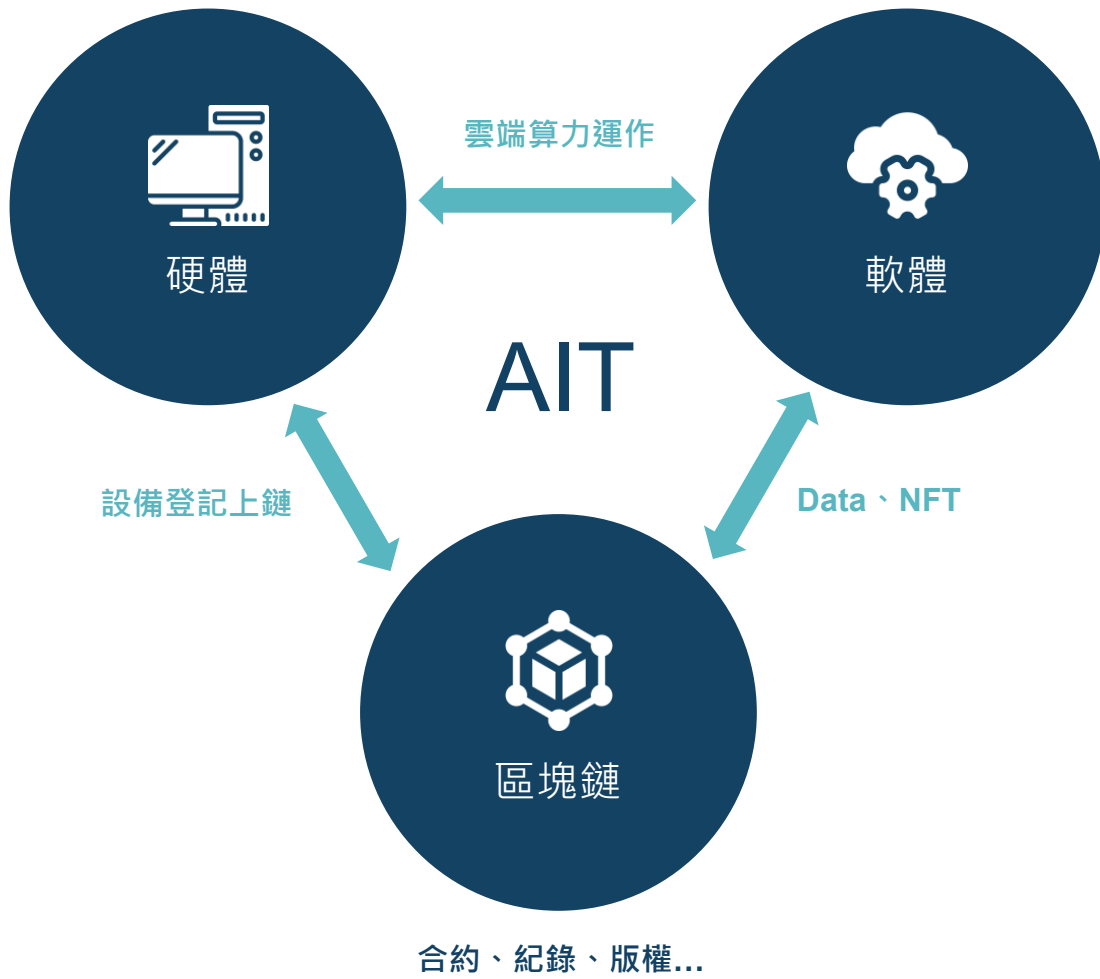 雲端算力運作
硬體
軟體
AIT
設備登記上鏈
Data、NFT
區塊鏈
合約、紀錄、版權...